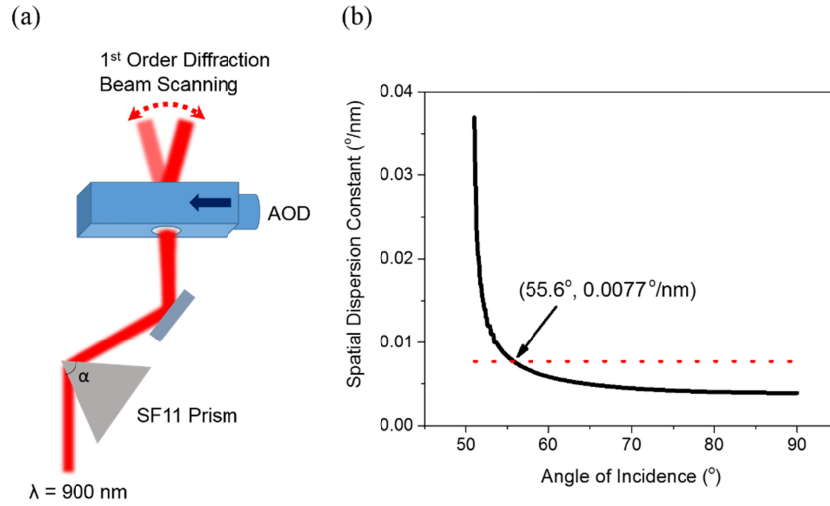 (a)
1st Order Diffraction
Beam Scanning
AOD
α
SF11 Prism
λ = 900 nm
(b)
Spatial Dispersion Constant (°/nm)
0.04
0.03
0.02
0.01
0.00
(55.6°, 0.0077°/nm)
50 60 70 80 90
Angle of Incidence (°)